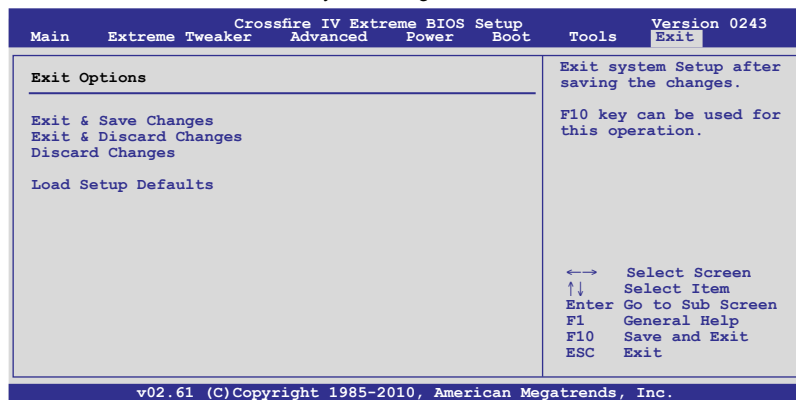 Crossfire IV Extreme BIOS Setup Version 0243
Main Extreme Tweaker Advanced Power Boot Tools Exit
Exit Options
Exit & Save Changes
Exit & Discard Changes
Discard Changes
Load Setup Defaults
Exit system Setup after
saving the changes.
F10 key can be used for
this operation.
←→ Select Screen
↑↓ Select Item
Enter Go to Sub Screen
F1 General Help
F10 Save and Exit
ESC Exit
v02.61 (C)Copyright 1985-2010, American Megatrends, Inc.